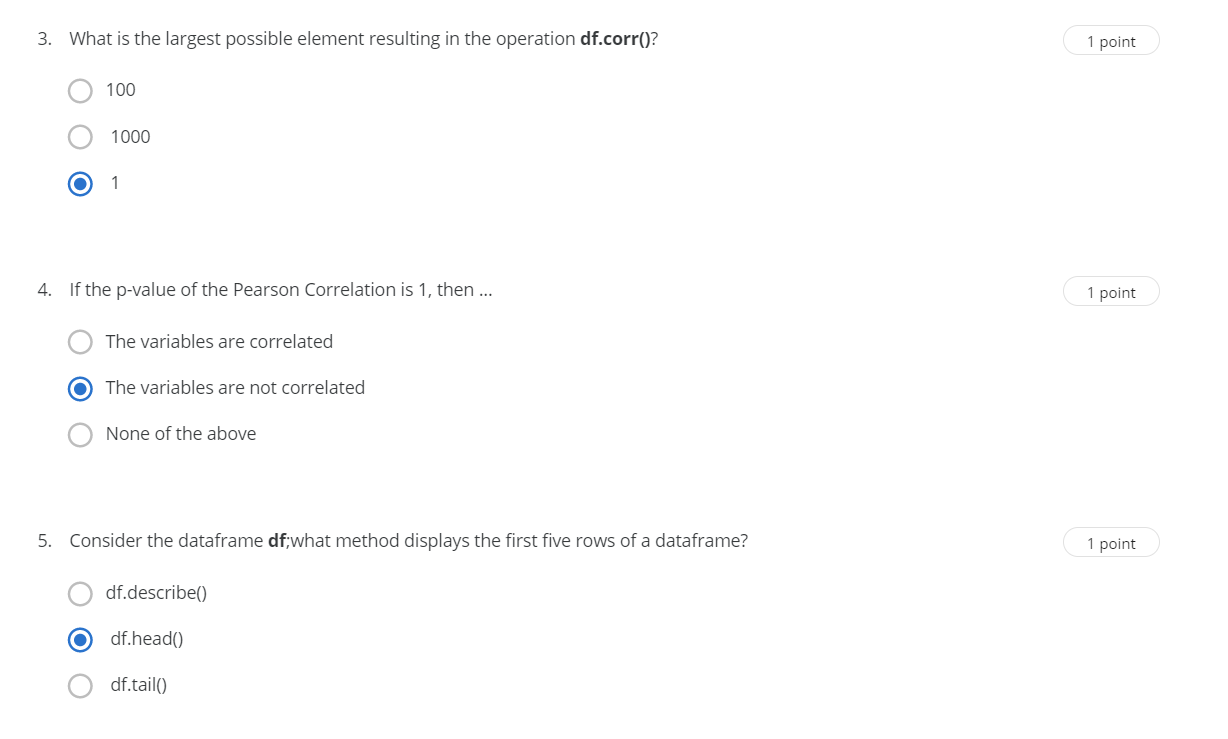 3. What is the largest possible element resulting in the operation df.corr()?
1 point
100
1000
1
4. If the p-value of the Pearson Correlation is 1, then ...
1 point
The variables are correlated
The variables are not correlated
None of the above
5. Consider the dataframe df;what method displays the first five rows of a dataframe?
1 point
df.describe()
df.head()
df.tail()